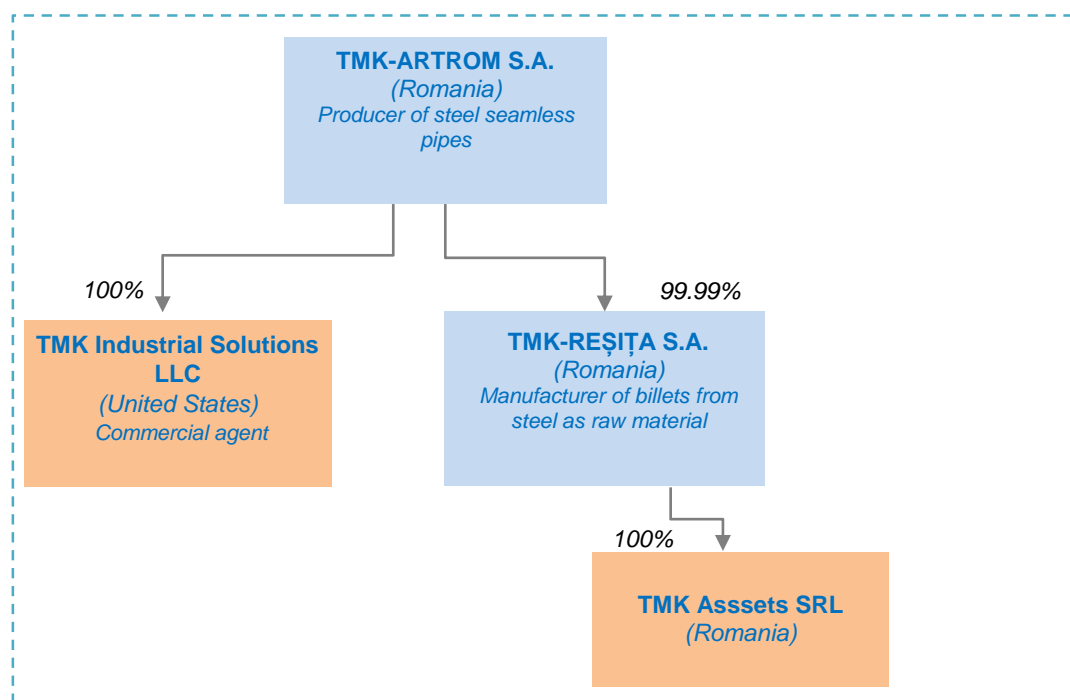 TMK-ARTROM S.A.
(Romania)
Producer of steel seamless
pipes
100%
99.99%
TMK Industrial Solutions
LLC
(United States)
Commercial agent
TMK-REȘIȚA S.A.
(Romania)
Manufacturer of billets from
steel as raw material
100%
TMK Asssets SRL
(Romania)